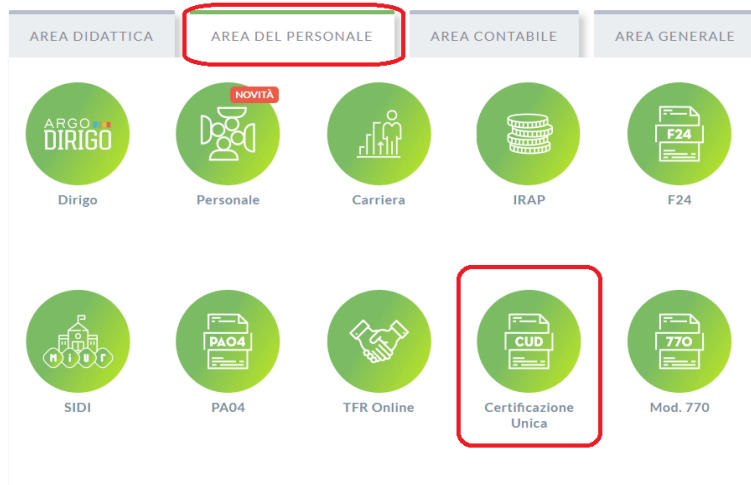 AREA DIDATTICA
AREA DEL PERSONALE
AREA CONTABILE
AREA GENERALE
ARGO
DIRIGO
NOVITÀ
F24
Dirigo
Personale
Carriera
IRAP
F24
MIUR
PA04
CUD
770
SIDI
PA04
TFR Online
Certificazione
Unica
Mod. 770